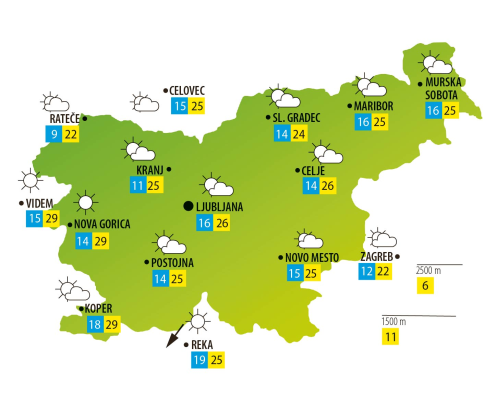 MURSKA
SOBOTA
16 25
CELOVEC
15 25
MARIBOR
16 25
RATEČE
9 22
SL. GRADEC
14 24
KRANJ
11 25
CELJE
14 26
VIDEM
15 29
LJUBLJANA
16 26
NOVA GORICA
14 29
POSTOJNA
14 25
NOVO MESTO
15 25
ZAGREB
12 22
2500 m
6
KOPER
18 29
1500 m
11
REKA
19 25